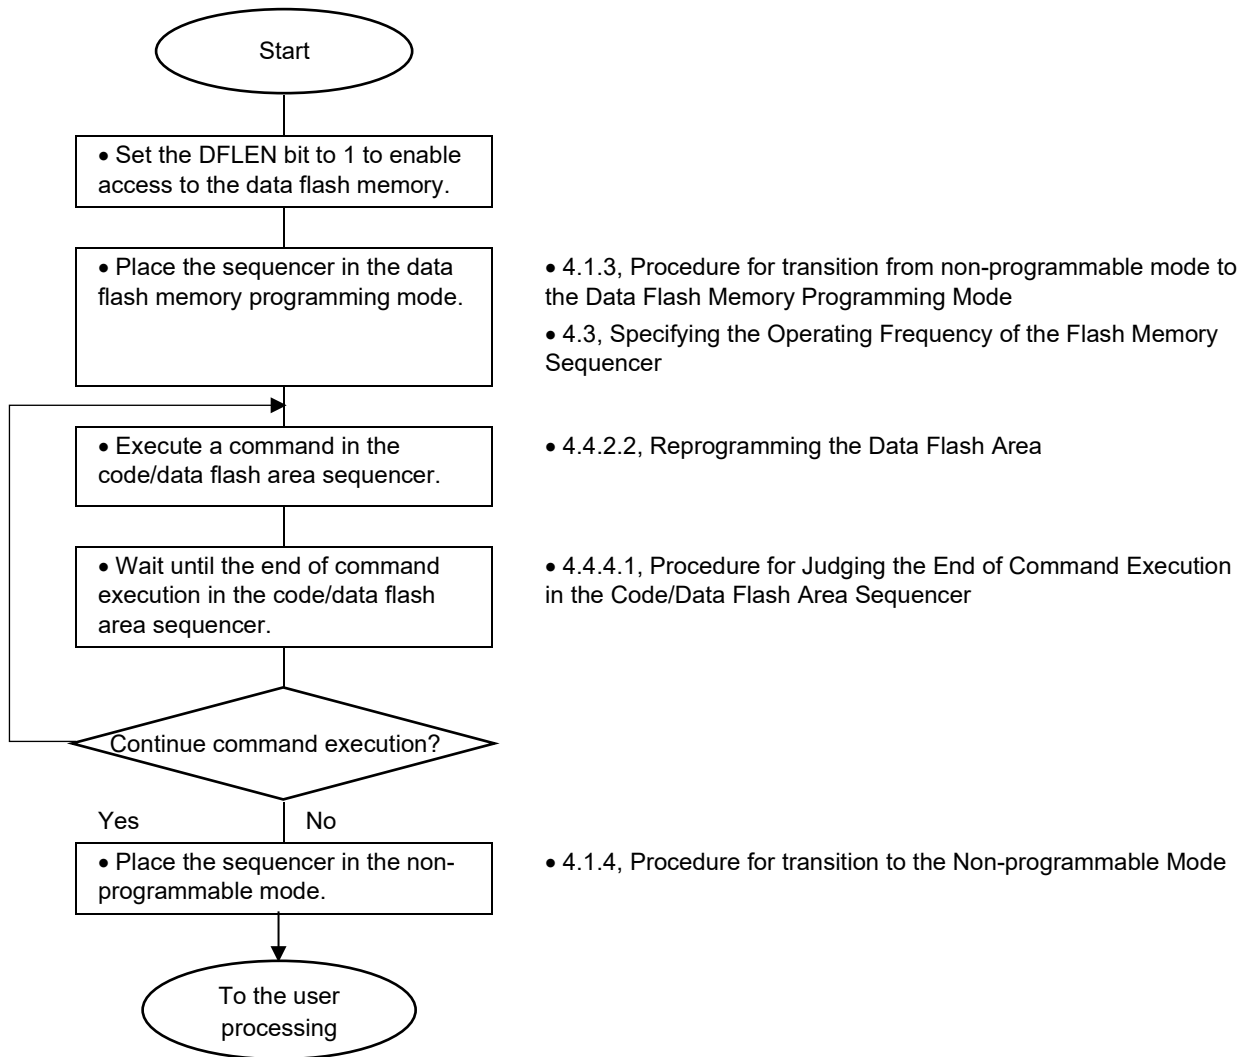 Start
• Set the DFLEN bit to 1 to enable
access to the data flash memory.
• Place the sequencer in the data
flash memory programming mode.
• 4.1.3, Procedure for transition from non-programmable mode to
the Data Flash Memory Programming Mode
• 4.3, Specifying the Operating Frequency of the Flash Memory
Sequencer
• Execute a command in the
code/data flash area sequencer.
• 4.4.2.2, Reprogramming the Data Flash Area
• Wait until the end of command
execution in the code/data flash
area sequencer.
• 4.4.4.1, Procedure for Judging the End of Command Execution
in the Code/Data Flash Area Sequencer
Continue command execution?
Yes
No
• Place the sequencer in the non-
programmable mode.
• 4.1.4, Procedure for transition to the Non-programmable Mode
To the user
processing